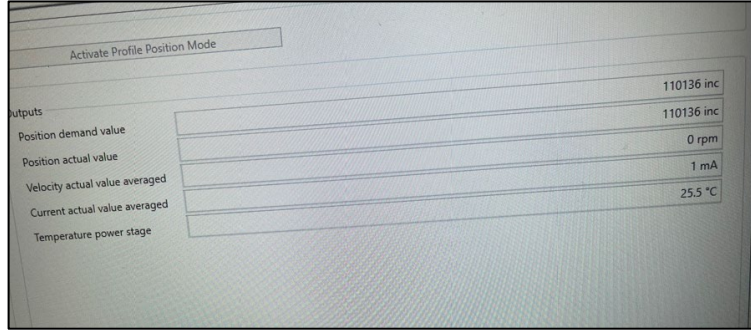 Activate Profile Position Mode
Outputs
Position demand value 110136 inc
Position actual value 110136 inc
Velocity actual value averaged 0 rpm
Current actual value averaged 1 mA
Temperature power stage 25.5 °C